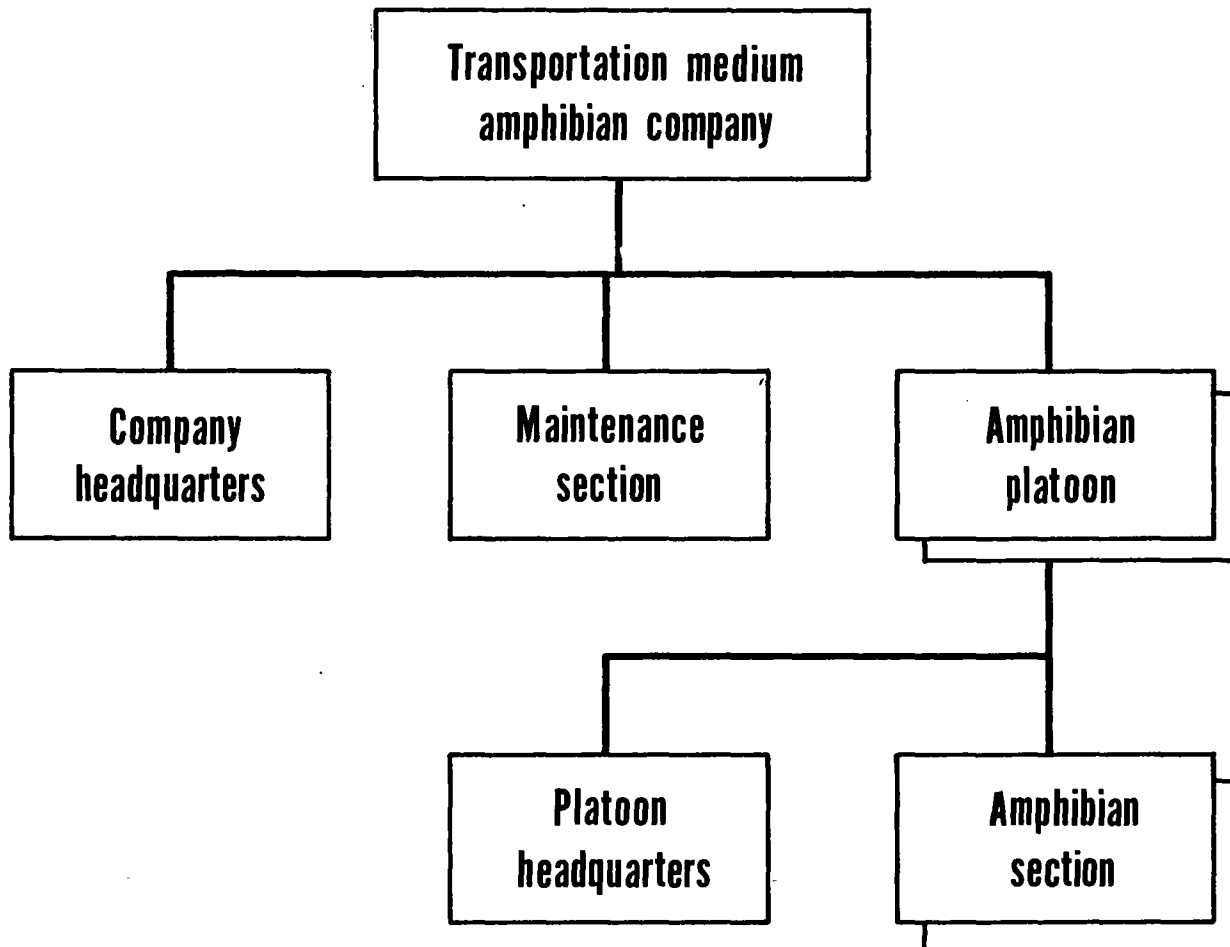 Transportation medium
amphibian company
Company
headquarters
Maintenance
section
Amphibian
platoon
Platoon
headquarters
Amphibian
section